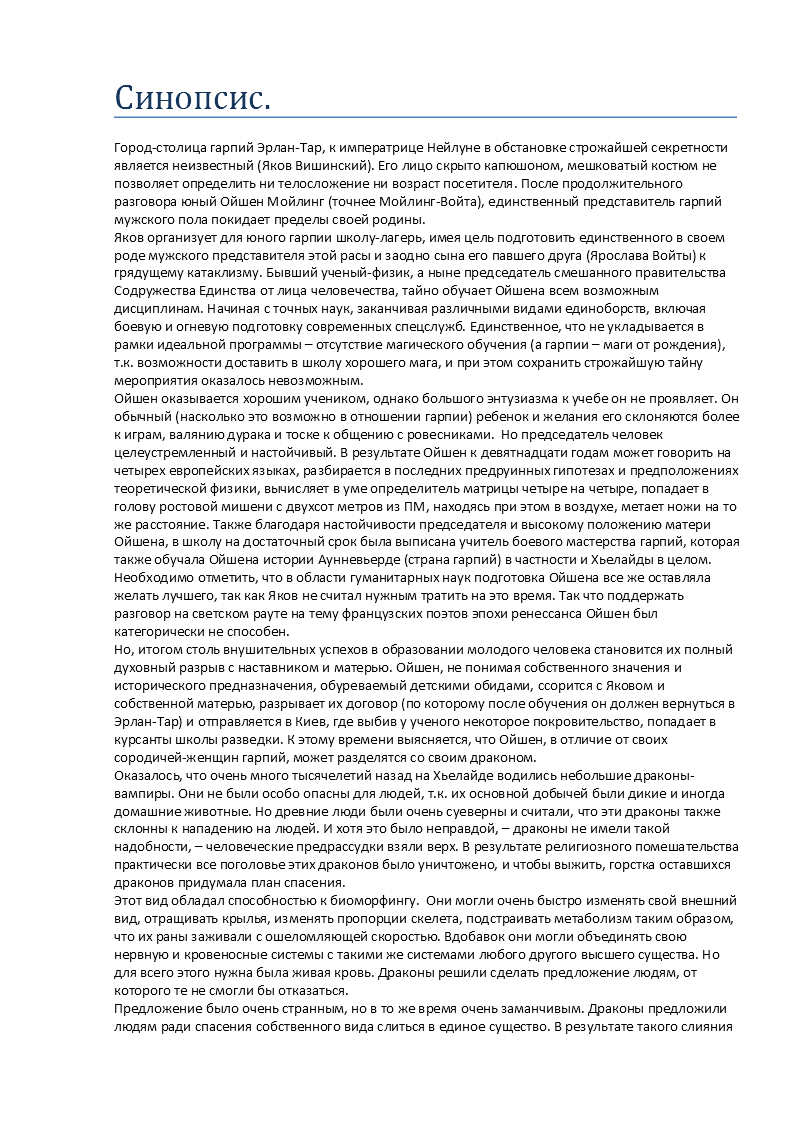 Синопсис.
Город-столица гарпий Эрлан-Тар, к императрице Нейлуне в обстановке строжайшей секретности
является неизвестный (Яков Вишинский). Его лицо скрыто капюшоном, мешковатый костюм не
позволяет определить ни телосложение ни возраст посетителя. После продолжительного
разговора юный Ойшен Мойлинг (точнее Мойлинг-Войта), единственный представитель гарпий
мужского пола покидает пределы своей родины.
Яков организует для юного гарпии школу-лагерь, имея цель подготовить единственного в своем
роде мужского представителя этой расы и заодно сына его павшего друга (Ярослава Войты) к
грядущему катаклизму. Бывший ученый-физик, а ныне председатель смешанного правительства
Содружества Единства от лица человечества, тайно обучает Ойшена всем возможным
дисциплинам. Начиная с точных наук, заканчивая различными видами единоборств, включая
боевую и огневую подготовку современных спецслужб. Единственное, что не укладывается в
рамки идеальной программы – отсутствие магического обучения (а гарпии – маги от рождения),
т.к. возможности доставить в школу хорошего мага, и при этом сохранить строжайшую тайну
мероприятия оказалось невозможным.
Ойшен оказывается хорошим учеником, однако большого энтузиазма к учебе он не проявляет. Он
обычный (насколько это возможно в отношении гарпии) ребенок и желания его склоняются более
к играм, валянию дурака и тоске к общению с ровесниками.  Но председатель человек
целеустремленный и настойчивый. В результате Ойшен к девятнадцати годам может говорить на
четырех европейских языках, разбирается в последних предруинных гипотезах и предположениях
теоретической физики, вычисляет в уме определитель матрицы четыре на четыре, попадает в
голову ростовой мишени с двухсот метров из ПМ, находясь при этом в воздухе, метает ножи на то
же расстояние. Также благодаря настойчивости председателя и высокому положению матери
Ойшена, в школу на достаточный срок была выписана учитель боевого мастерства гарпий, которая
также обучала Ойшена истории Аунневьерде (страна гарпий) в частности и Хьелайды в целом.
Необходимо отметить, что в области гуманитарных наук подготовка Ойшена все же оставляла
желать лучшего, так как Яков не считал нужным тратить на это время. Так что поддержать
разговор на светском рауте на тему французских поэтов эпохи ренессанса Ойшен был
категорически не способен.
Но, итогом столь внушительных успехов в образовании молодого человека становится их полный
духовный разрыв с наставником и матерью. Ойшен, не понимая собственного значения и
исторического предназначения, обуреваемый детскими обидами, ссорится с Яковом и
собственной матерью, разрывает их договор (по которому после обучения он должен вернуться в
Эрлан-Тар) и отправляется в Киев, где выбив у ученого некоторое покровительство, попадает в
курсанты школы разведки. К этому времени выясняется, что Ойшен, в отличие от своих
сородичей-женщин гарпий, может разделятся со своим драконом.
Оказалось, что очень много тысячелетий назад на Хьелайде водились небольшие драконы-
вампиры. Они не были особо опасны для людей, т.к. их основной добычей были дикие и иногда
домашние животные. Но древние люди были очень суеверны и считали, что эти драконы также
склонны к нападению на людей. И хотя это было неправдой, – драконы не имели такой
надобности, – человеческие предрассудки взяли верх. В результате религиозного помешательства
практически все поголовье этих драконов было уничтожено, и чтобы выжить, горстка оставшихся
драконов придумала план спасения.
Этот вид обладал способностью к биоморфингу.  Они могли очень быстро изменять свой внешний
вид, отращивать крылья, изменять пропорции скелета, подстраивать метаболизм таким образом,
что их раны заживали с ошеломляющей скоростью. Вдобавок они могли объединять свою
нервную и кровеносные системы с такими же системами любого другого высшего существа. Но
для всего этого нужна была живая кровь. Драконы решили сделать предложение людям, от
которого те не смогли бы отказаться.
Предложение было очень странным, но в то же время очень заманчивым. Драконы предложили
людям ради спасения собственного вида слиться в единое существо. В результате такого слияния